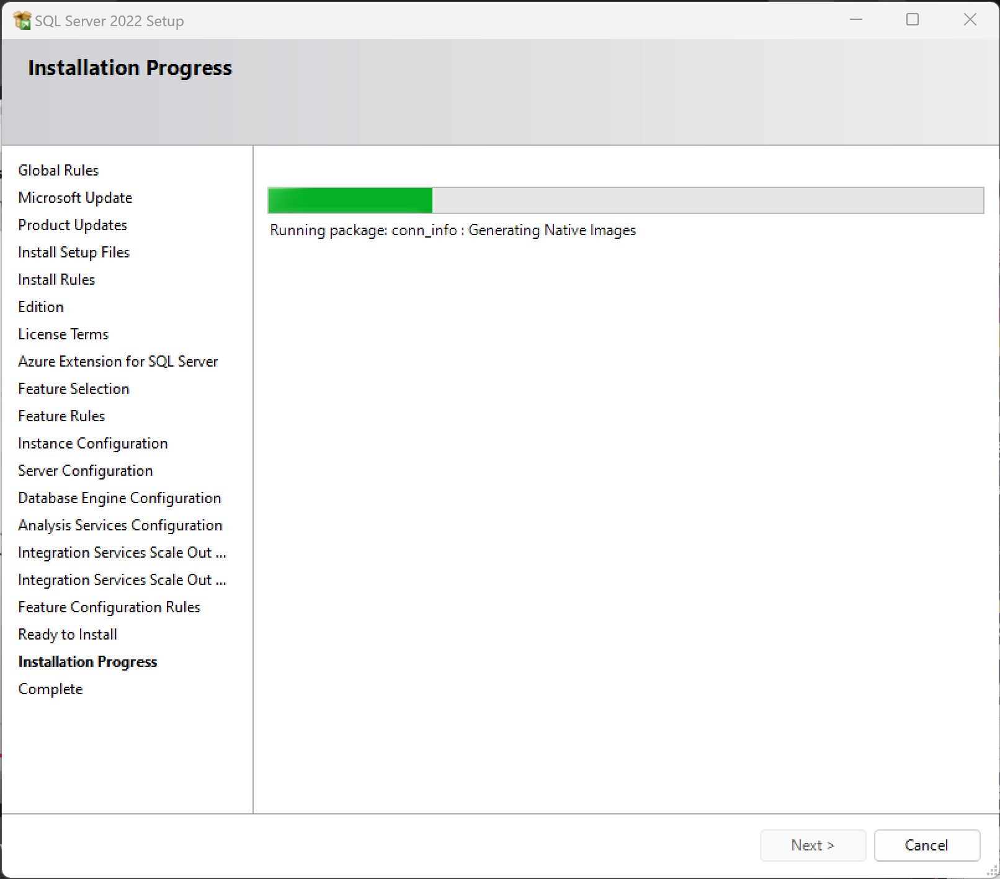 SQL Server 2022 Setup
Installation Progress
Global Rules
Microsoft Update
Product Updates
Install Setup Files
Install Rules
Edition
License Terms
Azure Extension for SQL Server
Feature Selection
Feature Rules
Instance Configuration
Server Configuration
Database Engine Configuration
Analysis Services Configuration
Integration Services Scale Out ...
Integration Services Scale Out ...
Feature Configuration Rules
Ready to Install
Installation Progress
Complete
Running package: conn_info : Generating Native Images
Next >
Cancel